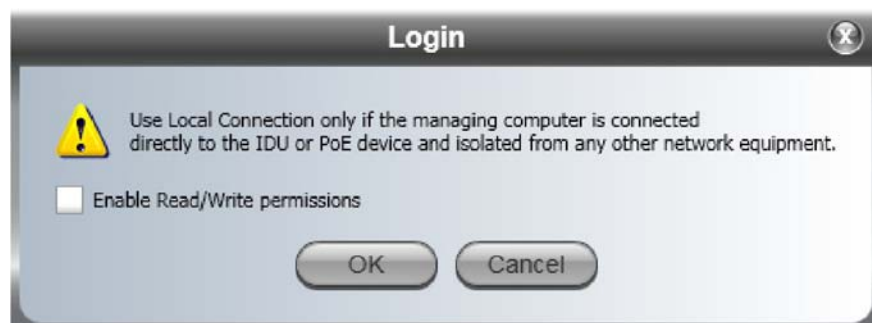 Login
Use Local Connection only if the managing computer is connected
directly to the IDU or PoE device and isolated from any other network equipment.
Enable Read/Write permissions
OK Cancel